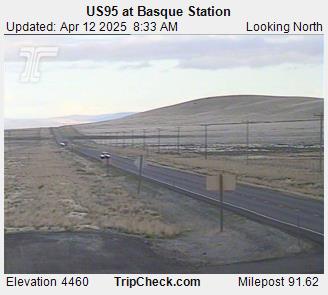 US95 at Basque Station
Updated: Apr 12 2025 8:33 AM Looking North
Elevation 4460 TripCheck.com Milepost 91.62